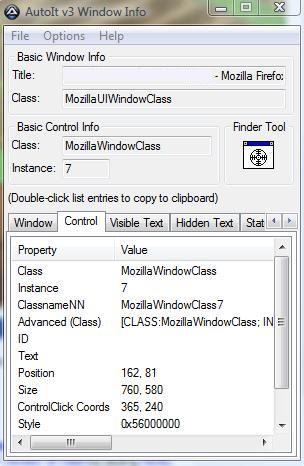 AutoIt v3 Window Info
File Options Help
Basic Window Info
Title: - Mozilla Firefo
Class: MozillaUIWindowClass
Basic Control Info
Class: MozillaWindowClass
Instance: 7
Finder Tool
(Double-click list entries to copy to clipboard)
Window Control Visible Text Hidden Text Stat
Property Value
Class MozillaWindowClass
Instance 7
ClassnameNN MozillaWindowClass7
Advanced (Class) [CLASS:MozillaWindowClass; IN
ID
Text
Position 162, 81
Size 760, 580
ControlClick Coords 365, 240
Style 0x56000000